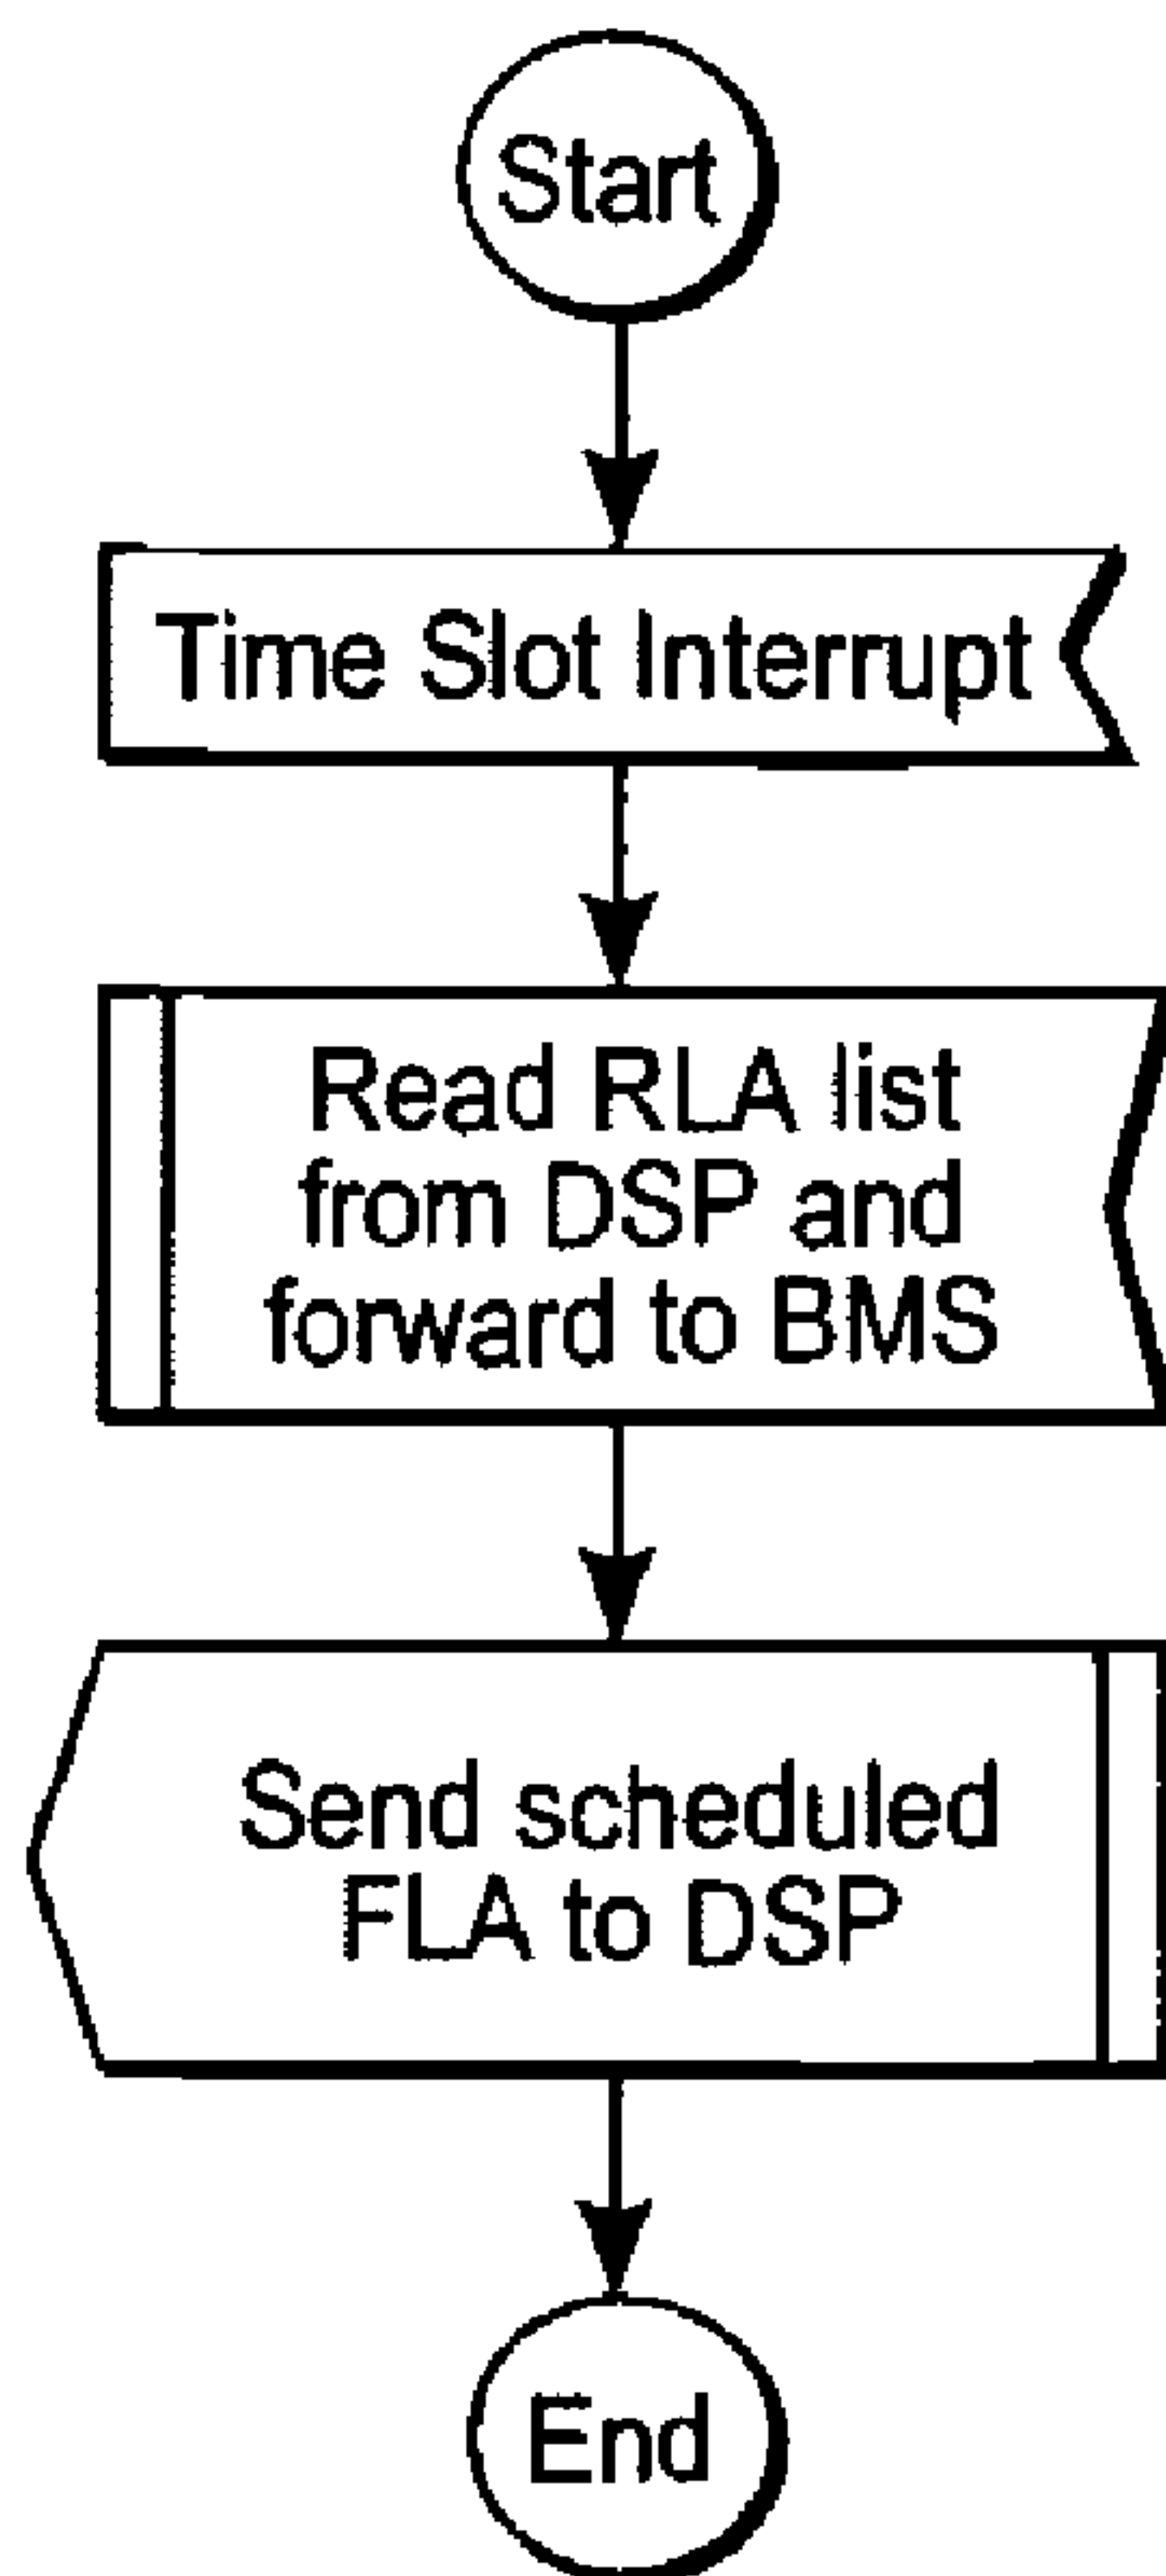 Start
Time Slot Interrupt
Read RLA list
from DSP and
forward to BMS
Send scheduled
FLA to DSP
End